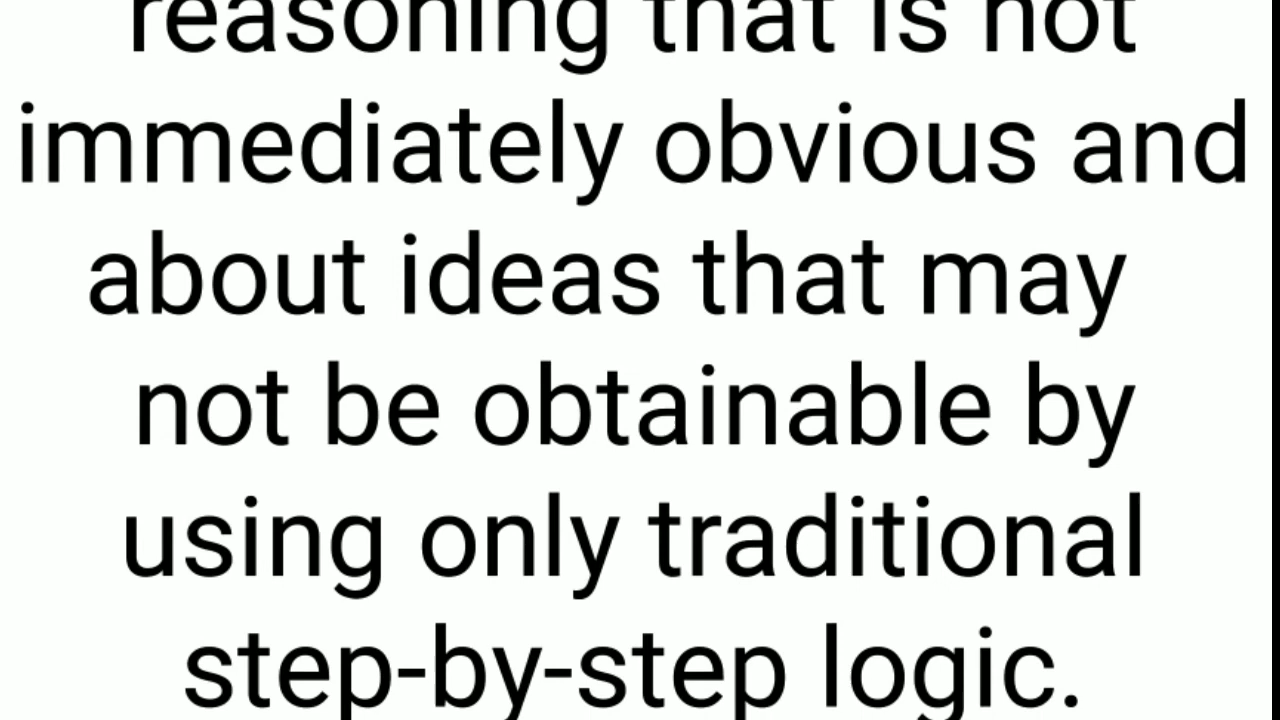 reasoning that is not
immediately obvious and
about ideas that may
not be obtainable by
using only traditional
step-by-step logic.